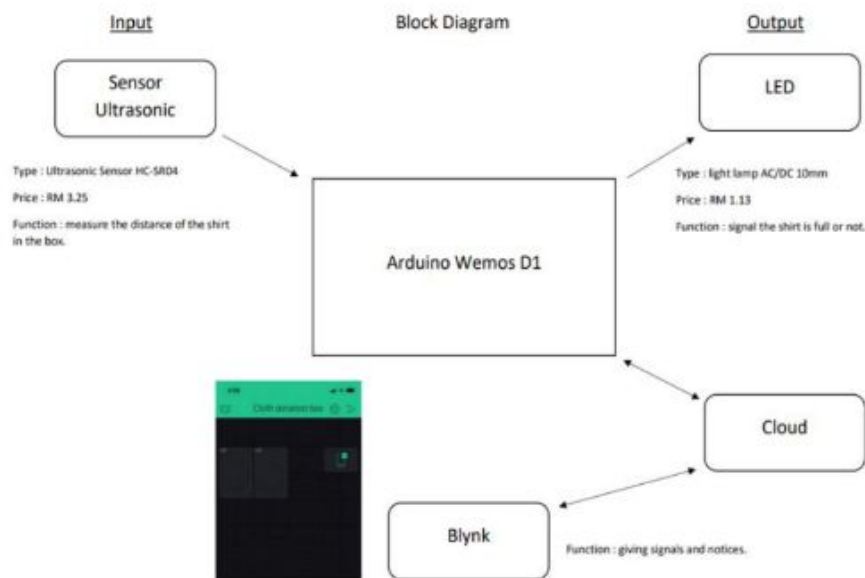 Input
Block Diagram
Output
Sensor
Ultrasonic
LED
Type : Ultrasonic Sensor HC-SR04
Price : RM 3.25
Function : measure the distance of the shirt
in the box.
Type : light lamp AC/DC 10mm
Price : RM 1.13
Function : signal the shirt is full or not.
Arduino Wemos D1
Cloth donation box
Cloud
Blynk
Function : giving signals and notices.